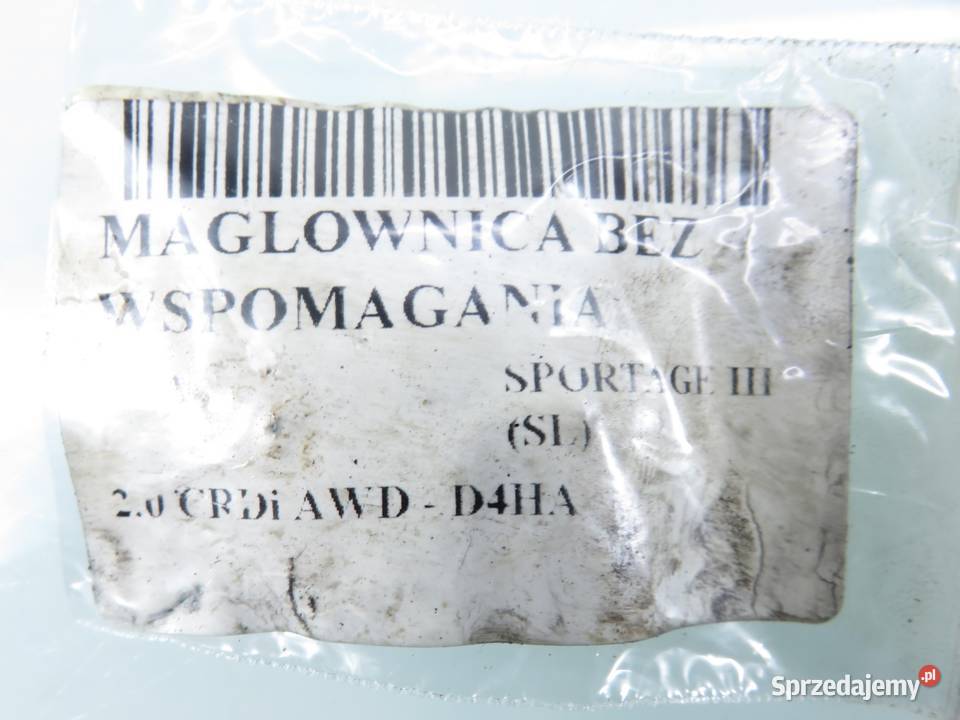 MAGLOWNICA BEZ
WSPOMAGANIA
SPORTAGE III
(SL)
2.0 CRDi AWD - D4HA
Sprzedajemy.pl